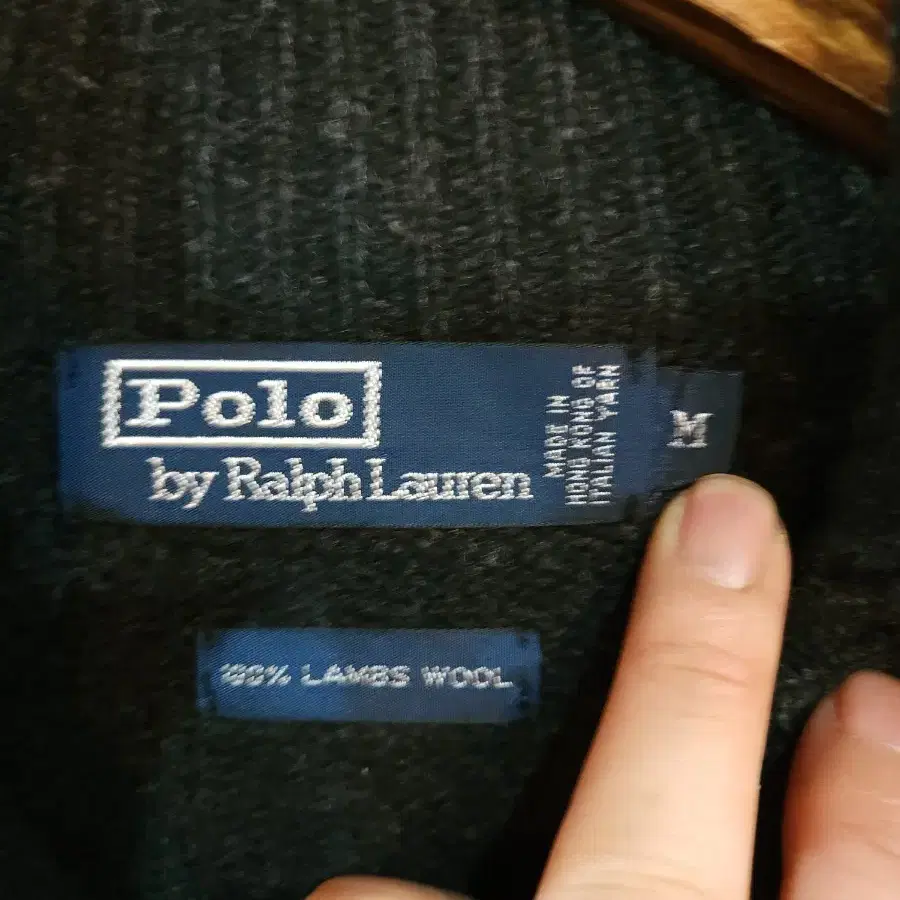 Polo
by Ralph Lauren
MADE IN
HONG KONG OF
ITALIAN YARN
M
100% LAMBS WOOL